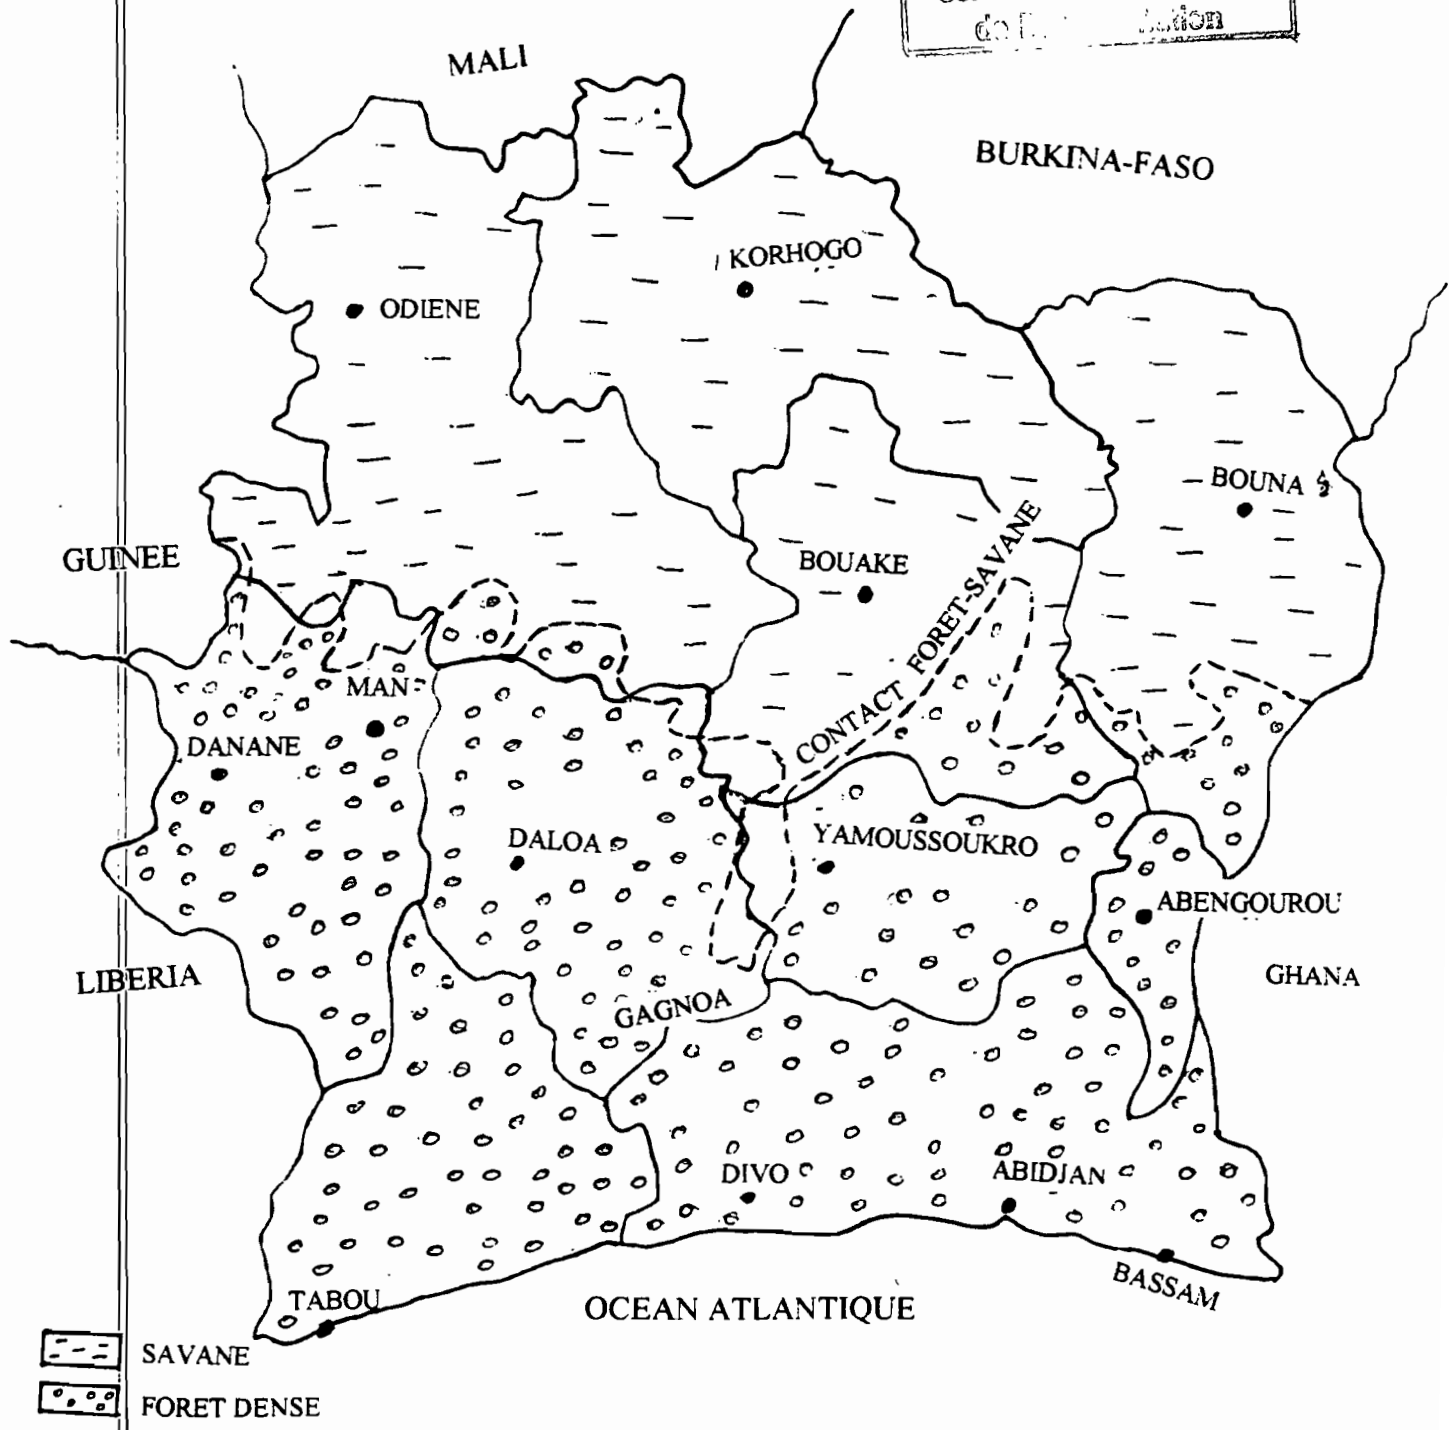 MALI
BURKINA-FASO
KORHOGO
ODIENE
BOUNA
GUINEE
BOUAKE
CONTACT FORET-SAVANE
MAN
DANANE
DALOA
YAMOUSSOUKRO
ABENGOUROU
LIBERIA
GHANA
GAGNOA
DIVO
ABIDJAN
BASSAM
TABOU
OCEAN ATLANTIQUE
SAVANE
FORET DENSE